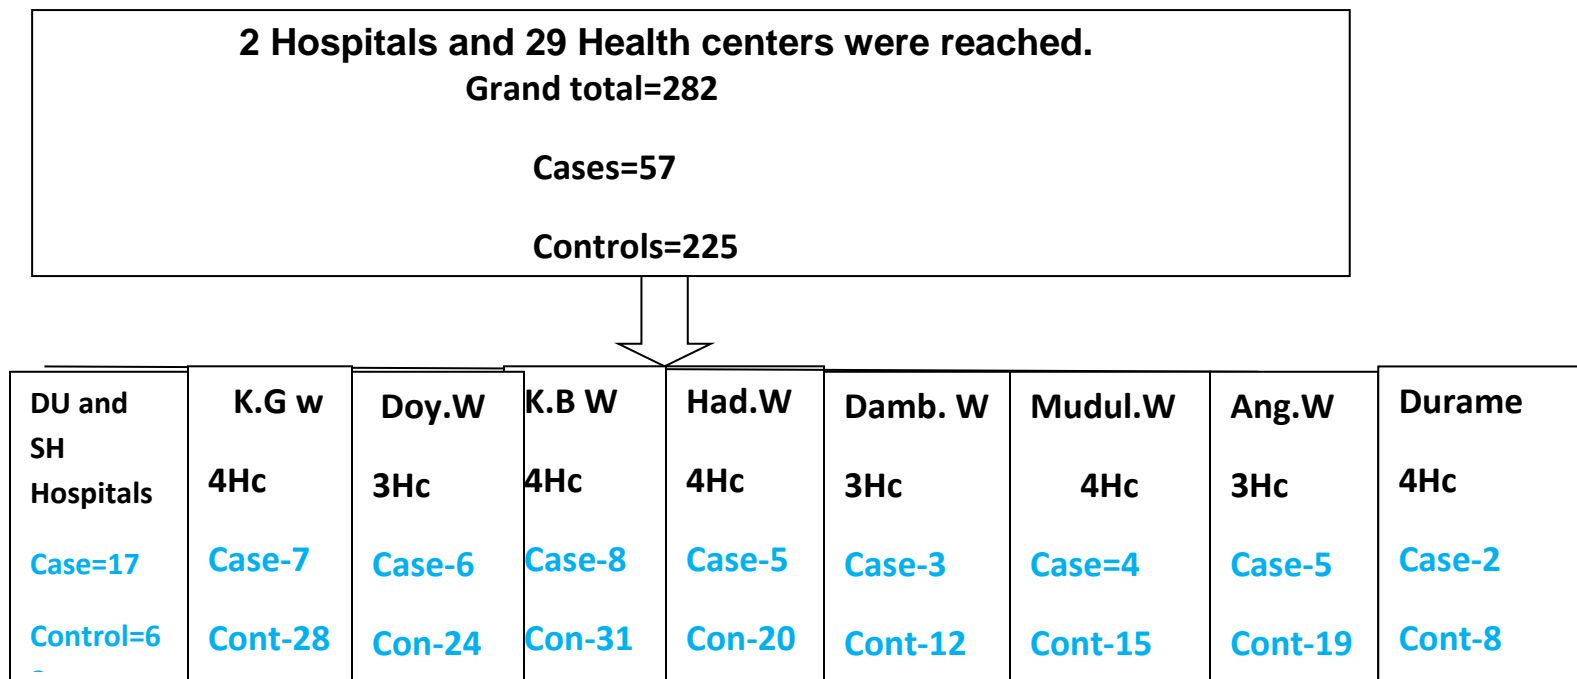 2 Hospitals and 29 Health centers were reached.
Grand total=282
Cases=57
Controls=225
DU and
SH
Hospitals
Case=17
Control=6
K.G w
4Hc
Case-7
Cont-28
Doy.W
3Hc
Case-6
Con-24
K.B W
4Hc
Case-8
Con-31
Had.W
4Hc
Case-5
Con-20
Damb. W
3Hc
Case-3
Cont-12
Mudul.W
4Hc
Case=4
Cont-15
Ang.W
3Hc
Case-5
Cont-19
Durame
4Hc
Case-2
Cont-8